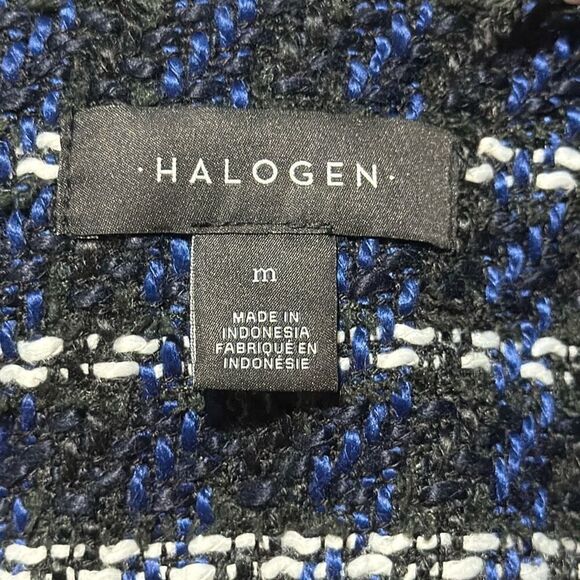 ·HALOGEN·
m
MADE IN
INDONESIA
FABRIQUÉ EN
INDONÉSIE